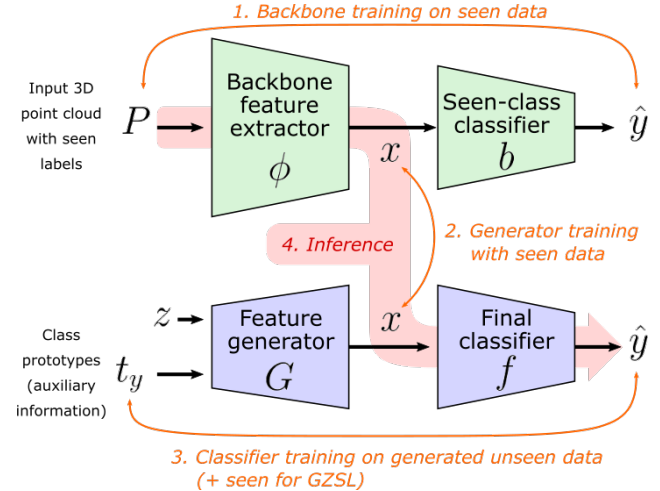 1. Backbone training on seen data
Input 3D
point cloud
with seen
labels
P
Backbone
feature
extractor
ϕ
x
Seen-class
classifier
b
ŷ
4. Inference
2. Generator training
with seen data
Class
prototypes
(auxiliary
information)
z
t_y
Feature
generator
G
x
Final
classifier
f
ŷ
3. Classifier training on generated unseen data
(+ seen for GZSL)